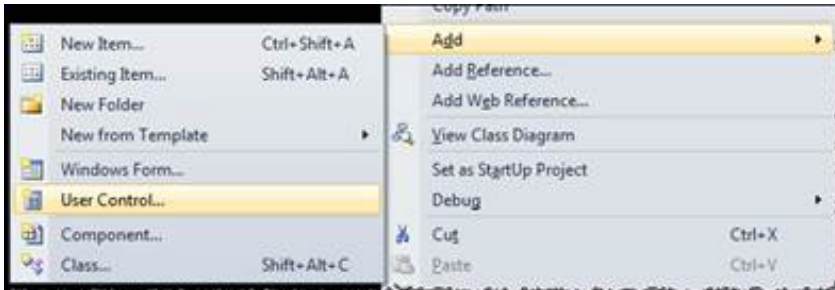 Copy Path
New Item... Ctrl+Shift+A
Existing Item... Shift+Alt+A
New Folder
New from Template
Windows Form...
User Control...
Component...
Class... Shift+Alt+C
Add
Add Reference...
Add Web Reference...
View Class Diagram
Set as StartUp Project
Debug
Cut Ctrl+X
Paste Ctrl+V